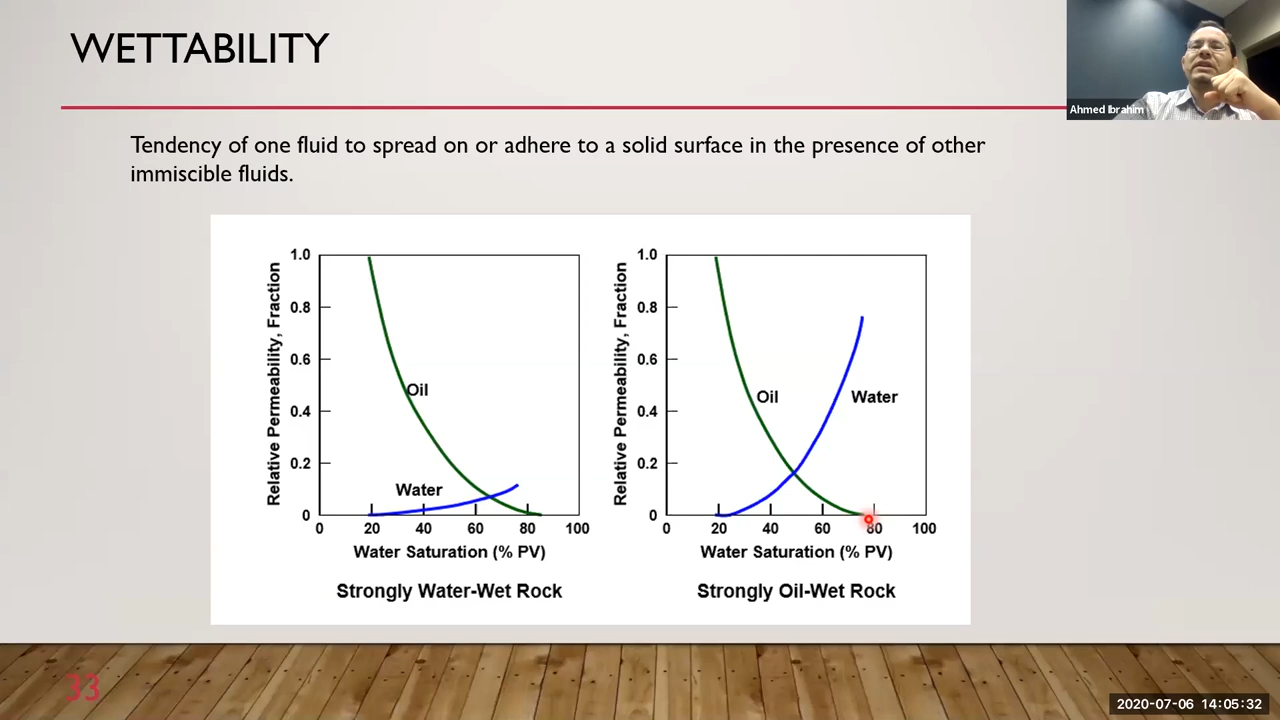 WETTABILITY
Ahmed Ibrahim
Tendency of one fluid to spread on or adhere to a solid surface in the presence of other
immiscible fluids.
Relative Permeability, Fraction
1.0
0.8
0.6
0.4
0.2
0
Oil
Water
0 20 40 60 80 100
Water Saturation (% PV)
Strongly Water-Wet Rock
Relative Permeability, Fraction
1.0
0.8
0.6
0.4
0.2
0
Oil
Water
0 20 40 60 80 100
Water Saturation (% PV)
Strongly Oil-Wet Rock
33
2020-07-06 14:05:32